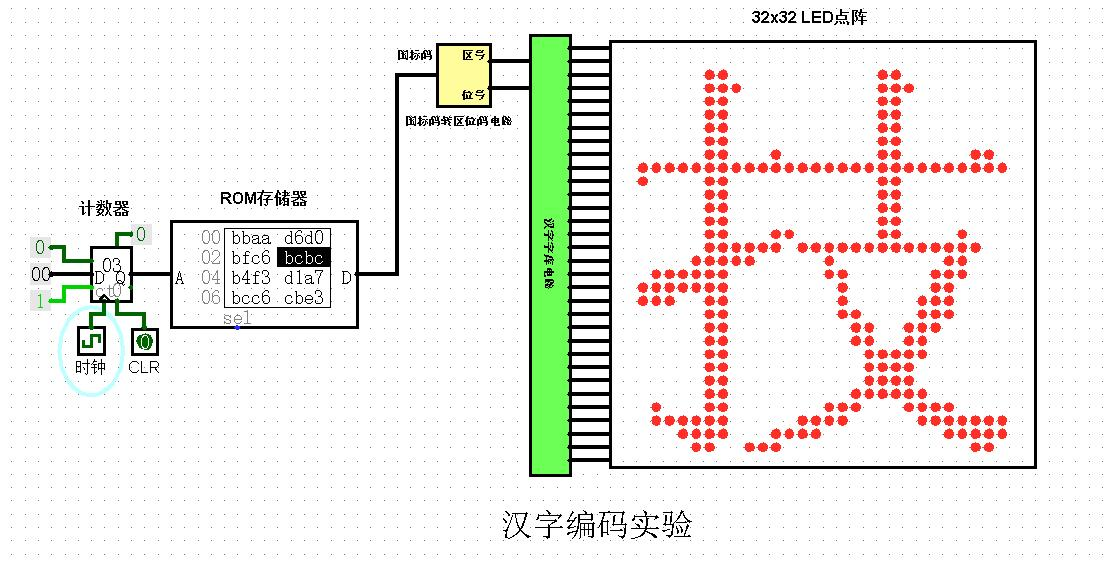 32x32 LED点阵
国标码 区号
位号
国标码转区位码电路
汉字字库电路
ROM存储器
计数器
0
0
00
1
03
D Q
ct0
A
00 bbaa d6d0
02 bfc6 bcbc
04 b4f3 d1a7
06 bcc6 cbe3
D
sel
0
时钟
CLR
技
汉字编码实验